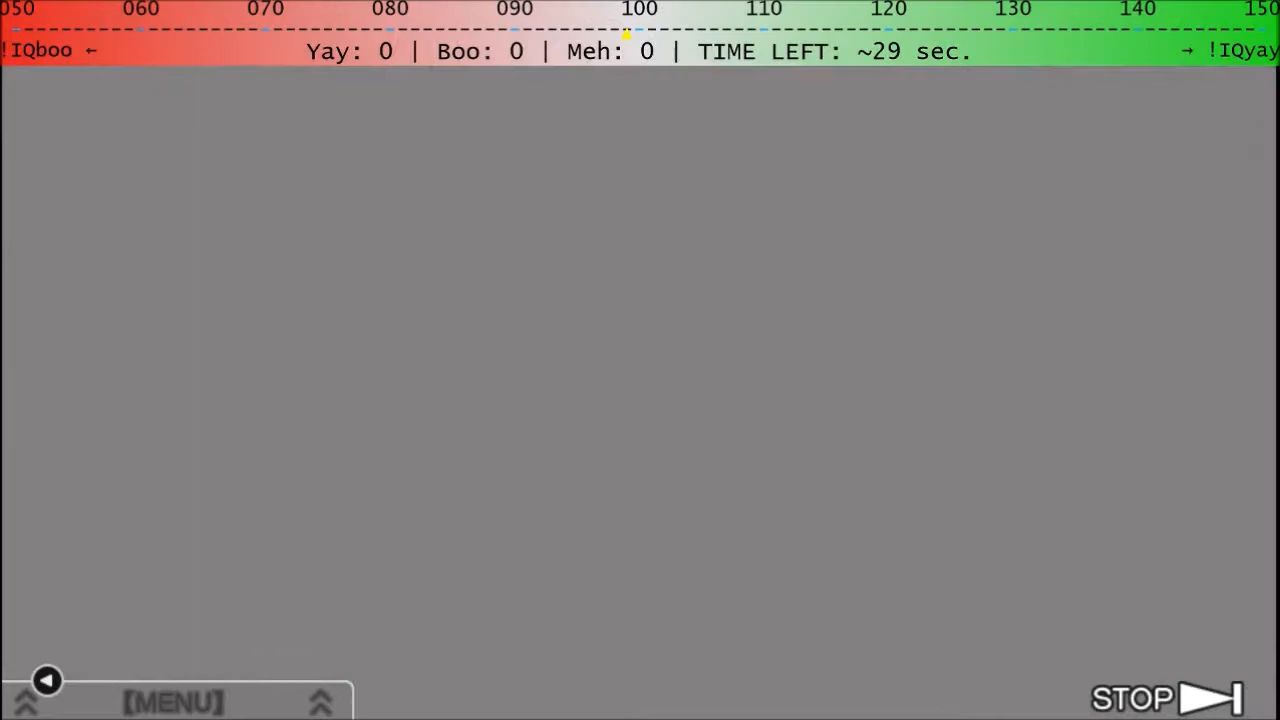 050 060 070 080 090 100 110 120 130 140 150
!IQboo ← Yay: 0 | Boo: 0 | Meh: 0 | TIME LEFT: ~29 sec. → !IQyay
【MENU】
STOP